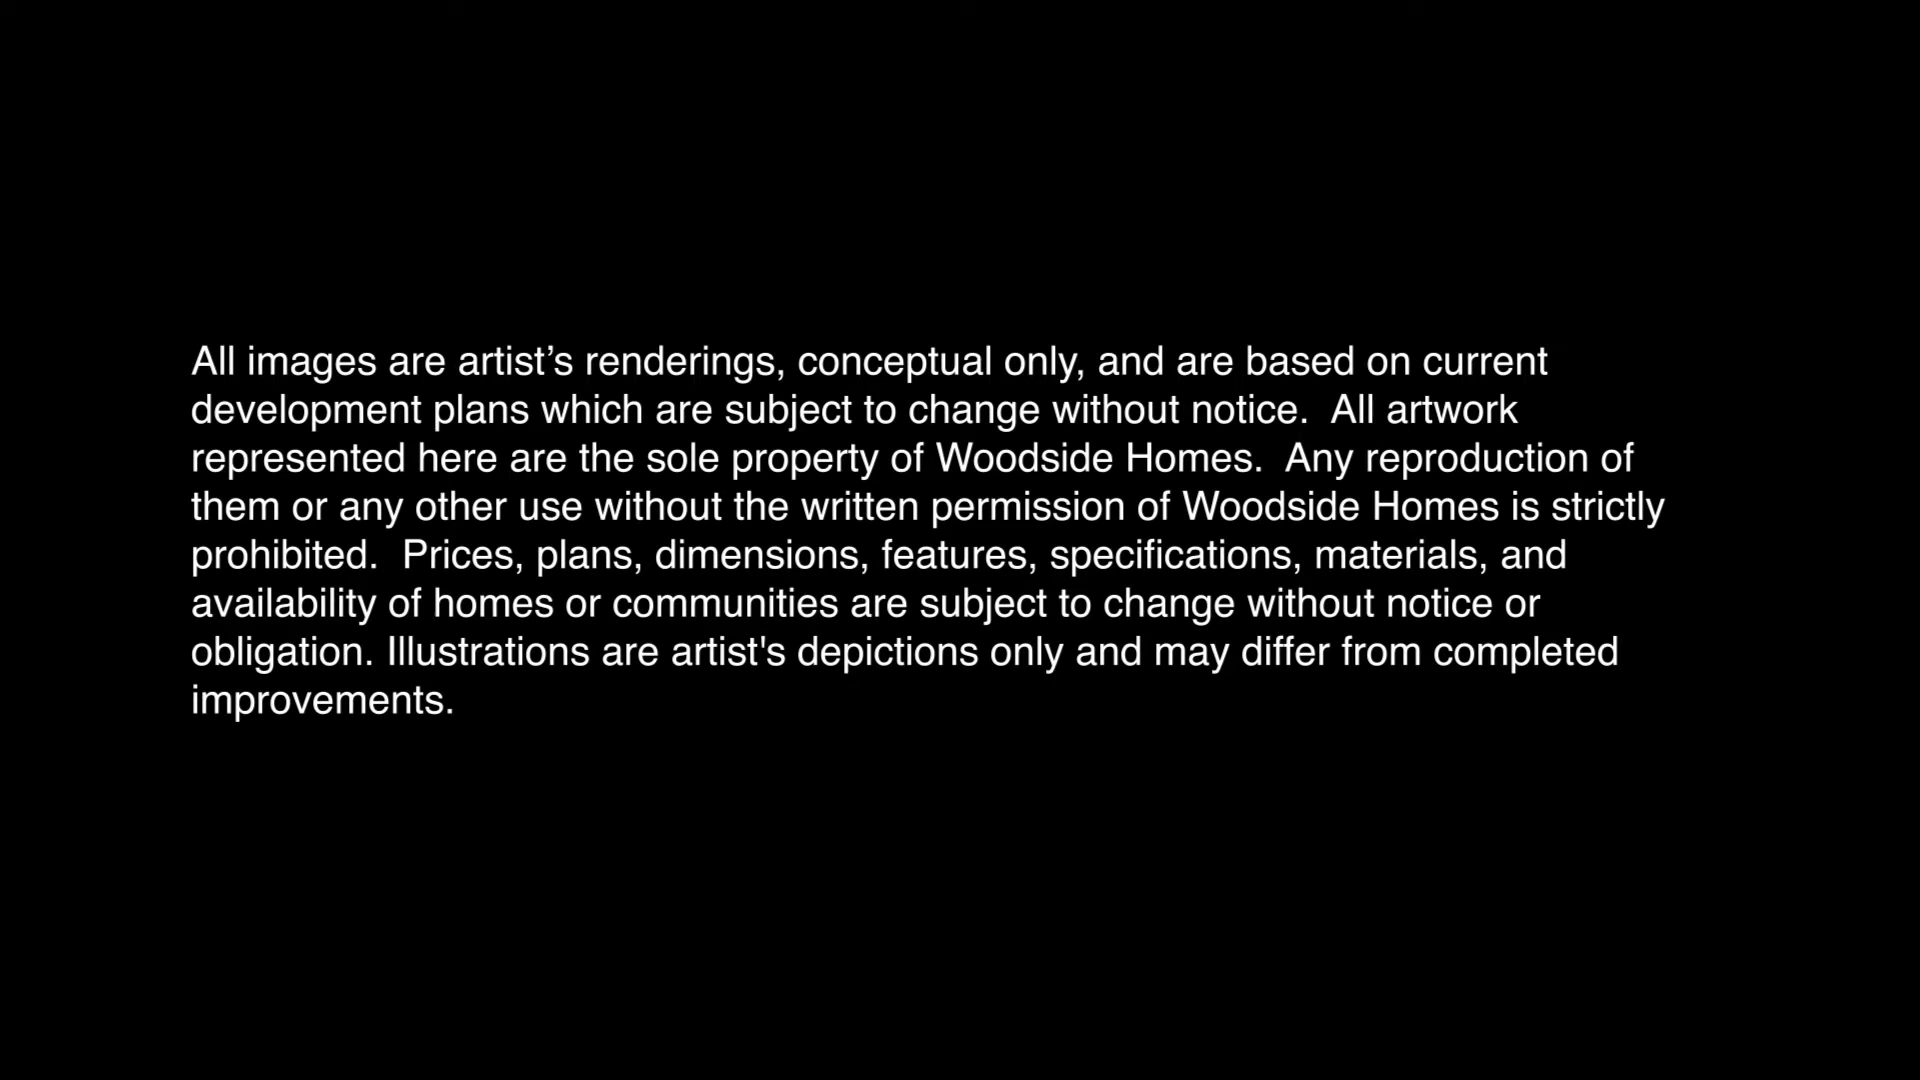 All images are artist’s renderings, conceptual only, and are based on current
development plans which are subject to change without notice.  All artwork
represented here are the sole property of Woodside Homes.  Any reproduction of
them or any other use without the written permission of Woodside Homes is strictly
prohibited.  Prices, plans, dimensions, features, specifications, materials, and
availability of homes or communities are subject to change without notice or
obligation. Illustrations are artist's depictions only and may differ from completed
improvements.